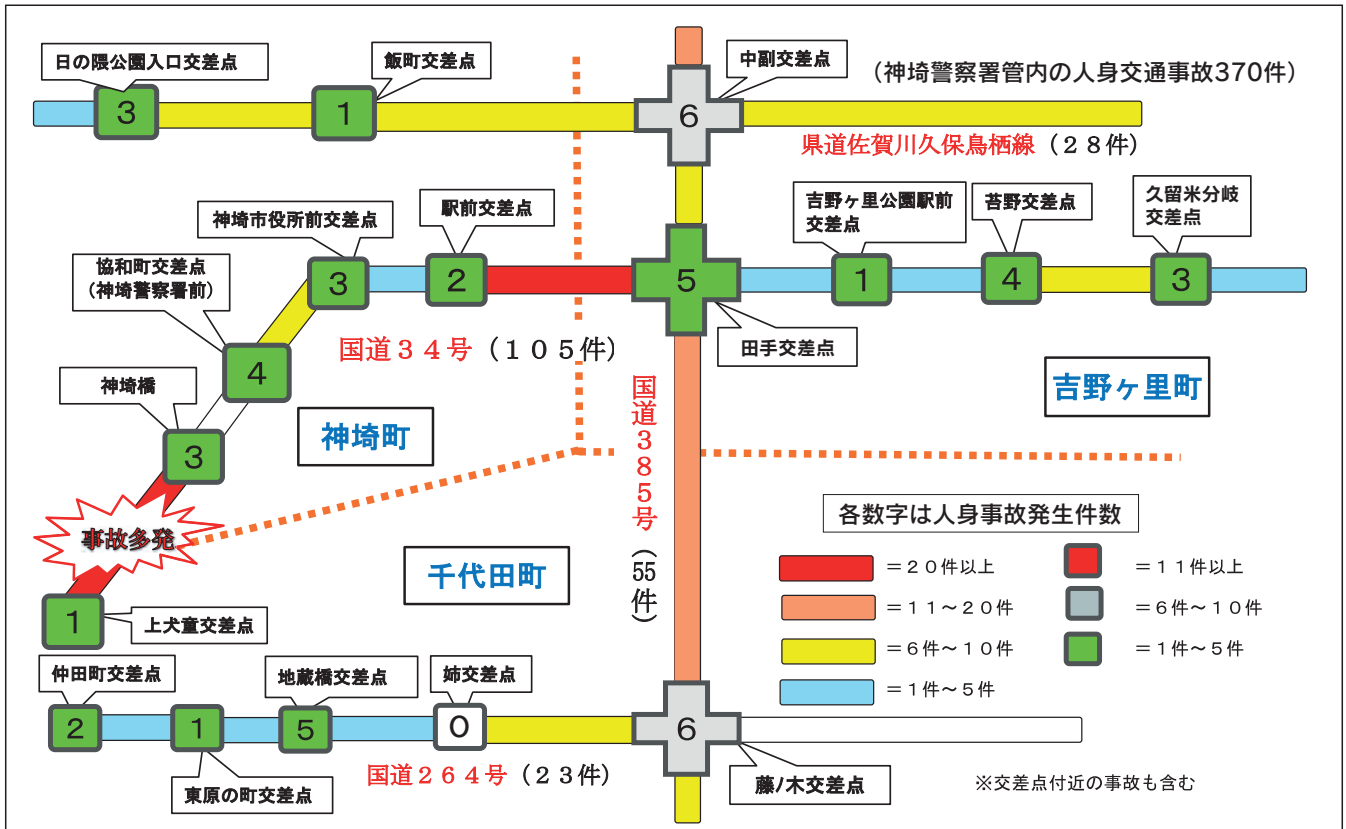 日の隈公園入口交差点
飯町交差点
中副交差点
（神埼警察署管内の人身交通事故370件）
3
1
6
県道佐賀川久保鳥栖線（２８件）
神埼市役所前交差点
駅前交差点
吉野ヶ里公園駅前
交差点
苔野交差点
久留米分岐
交差点
協和町交差点
（神埼警察署前）
3
2
5
1
4
3
国道３４号（１０５件）
田手交差点
4
神埼橋
3
神埼町
吉野ヶ里町
国道３８５号（55件）
事故多発
千代田町
各数字は人身事故発生件数
＝２０件以上
＝１１件以上
＝１１～２０件
＝６件～１０件
＝６件～１０件
＝１件～５件
＝１件～５件
1
上犬童交差点
仲田町交差点
地蔵橋交差点
姉交差点
2
1
5
0
6
東原の町交差点
国道２６４号（２３件）
藤ノ木交差点
※交差点付近の事故も含む